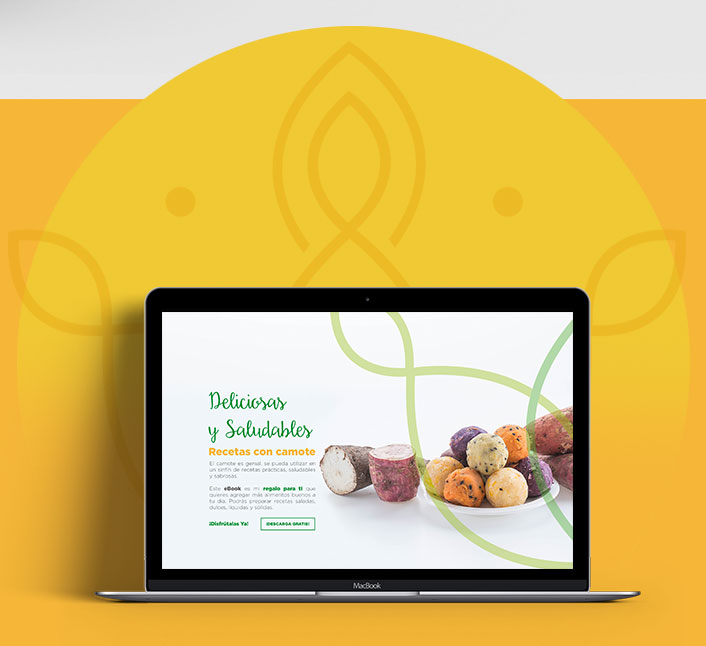 Deliciosas
y Saludables
Recetas con camote
El camote es genial, se pueda utilizar en
un sinfín de recetas prácticas, saludables
y sabrosas.
Este eBook es mi regalo para ti que
quieres agregar más alimentos buenos a
tu día. Podrás preparar recetas saladas,
dulces, líquidas y sólidas.
¡Disfrútalas Ya!
¡DESCARGA GRATIS!
MacBook